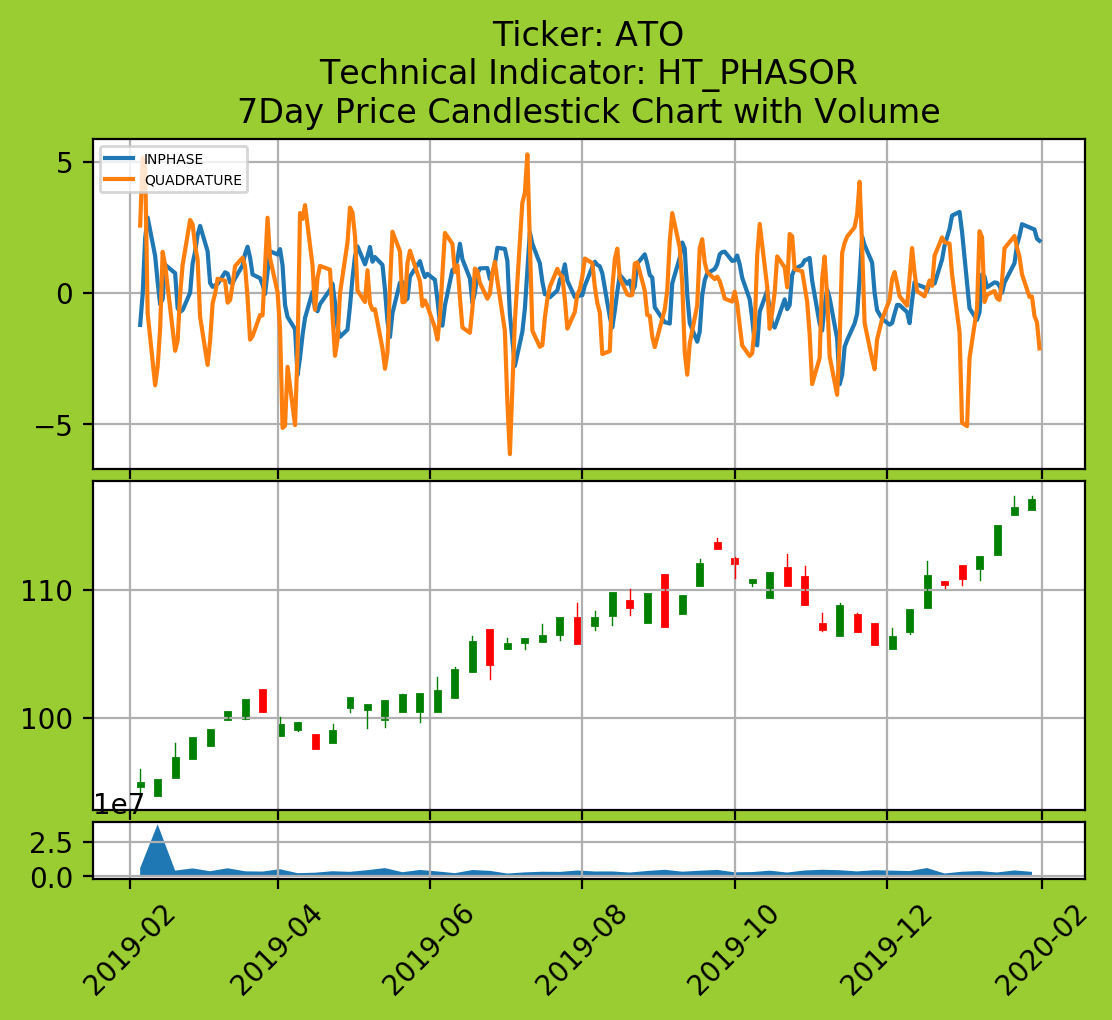 Ticker: ATO
Technical Indicator: HT_PHASOR
7Day Price Candlestick Chart with Volume
INPHASE
QUADRATURE
5
0
−5
110
100
1e7
2.5
0.0
2019-02
2019-04
2019-06
2019-08
2019-10
2019-12
2020-02